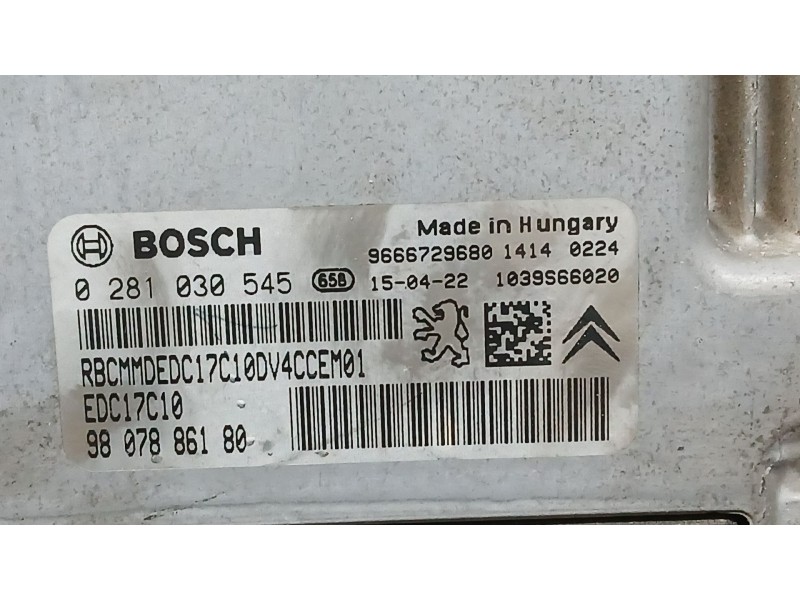 BOSCH
Made in Hungary
9666729680 1414 0224
0 281 030 545 658 15-04-22 1039S66020
RBCMMDEDC17C10DV4CCEM01
EDC17C10
98 078 861 80